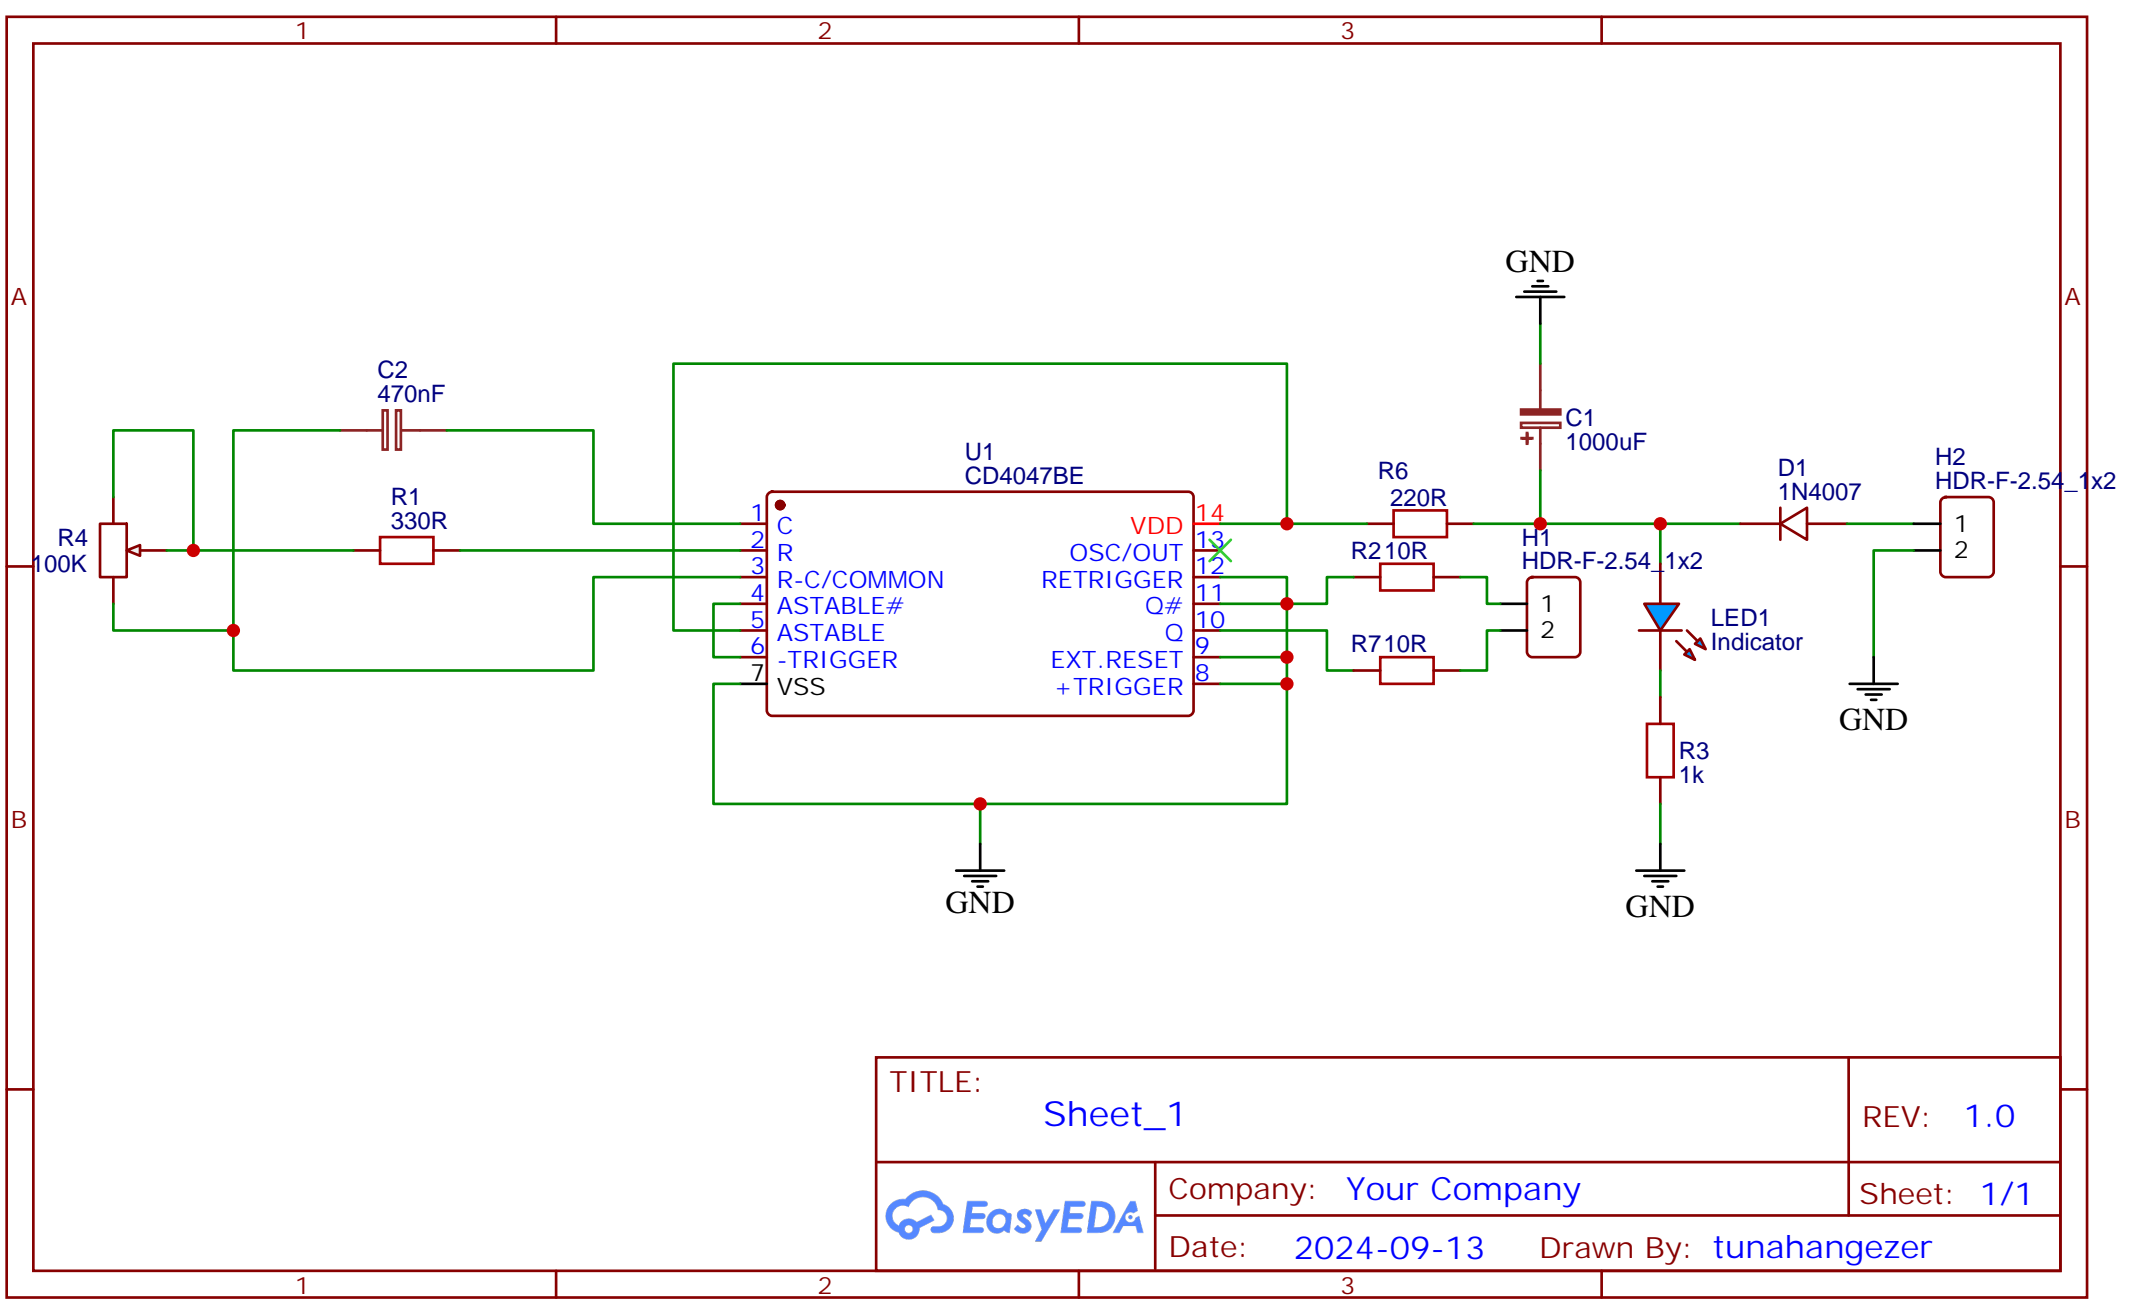 1 2 3
A A
B B
GND
C2
470nF
C1
1000uF
U1
CD4047BE
R1
330R
R4
100K
R6
220R
D1
1N4007
H2
HDR-F-2.54_1x2
1
2
H1
HDR-F-2.54_1x2
1
2
R2 10R
R7 10R
LED1
Indicator
R3
1k
1 C
2 R
3 R-C/COMMON
4 ASTABLE#
5 ASTABLE
6 -TRIGGER
7 VSS
VDD 14
OSC/OUT 13
RETRIGGER 12
Q# 11
Q 10
EXT.RESET 9
+TRIGGER 8
GND
GND
GND
TITLE:
Sheet_1
REV: 1.0
EasyEDA
Company: Your Company
Sheet: 1/1
Date: 2024-09-13 Drawn By: tunahangezer
1 2 3